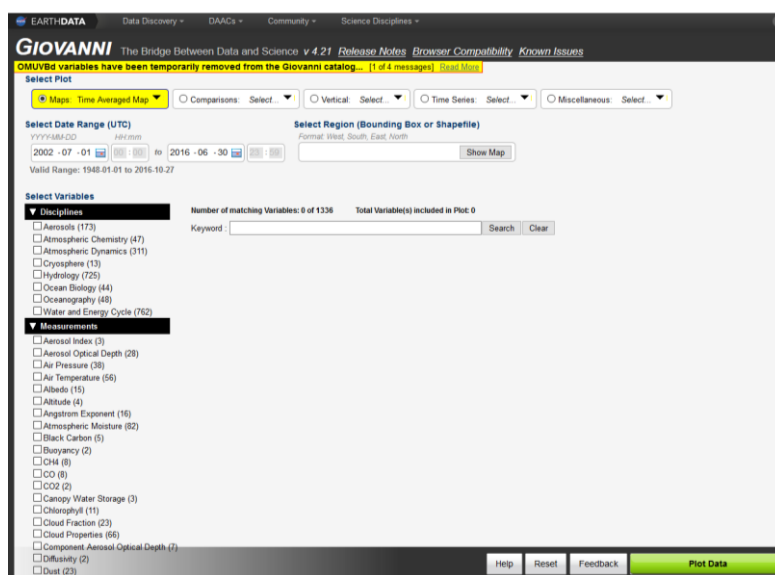 EARTHDATA Data Discovery DAACs Community Science Disciplines
GIOVANNI The Bridge Between Data and Science v 4.21 Release Notes Browser Compatibility Known Issues
OMUVBd variables have been temporarily removed from the Giovanni catalog... [1 of 4 messages] Read More
Select Plot
Maps: Time Averaged Map Comparisons: Select... Vertical: Select... Time Series: Select... Miscellaneous: Select...
Select Date Range (UTC) Select Region (Bounding Box or Shapefile)
YYYY-MM-DD HH:mm Format: West, South, East, North
2002 - 07 - 01 00 : 00 to 2016 - 06 - 30 23 : 59 Show Map
Valid Range: 1948-01-01 to 2016-10-27
Select Variables
Disciplines Number of matching Variables: 0 of 1336 Total Variable(s) included in Plot: 0
Aerosols (173) Keyword : Search Clear
Atmospheric Chemistry (47)
Atmospheric Dynamics (311)
Cryosphere (13)
Hydrology (725)
Ocean Biology (44)
Oceanography (48)
Water and Energy Cycle (762)
Measurements
Aerosol Index (3)
Aerosol Optical Depth (28)
Air Pressure (38)
Air Temperature (56)
Albedo (15)
Altitude (4)
Angstrom Exponent (16)
Atmospheric Moisture (82)
Black Carbon (5)
Buoyancy (2)
CH4 (8)
CO (8)
CO2 (2)
Canopy Water Storage (3)
Chlorophyll (11)
Cloud Fraction (23)
Cloud Properties (66)
Component Aerosol Optical Depth (7)
Diffusivity (2)
Dust (23)
Help Reset Feedback Plot Data